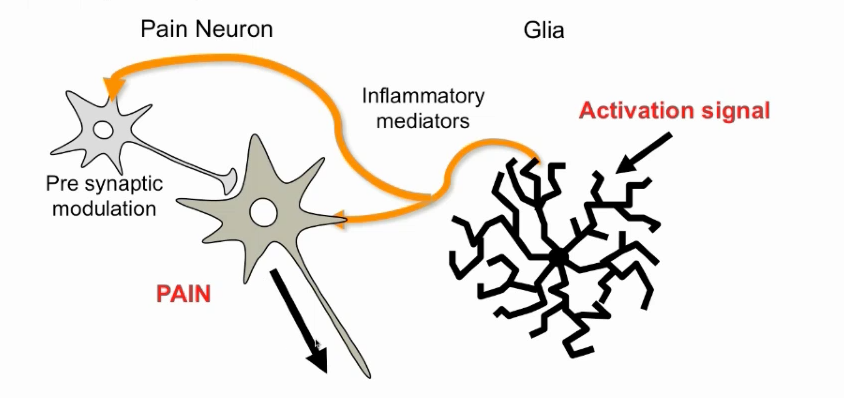 Pain Neuron
Glia
Inflammatory
mediators
Activation signal
Pre synaptic
modulation
PAIN